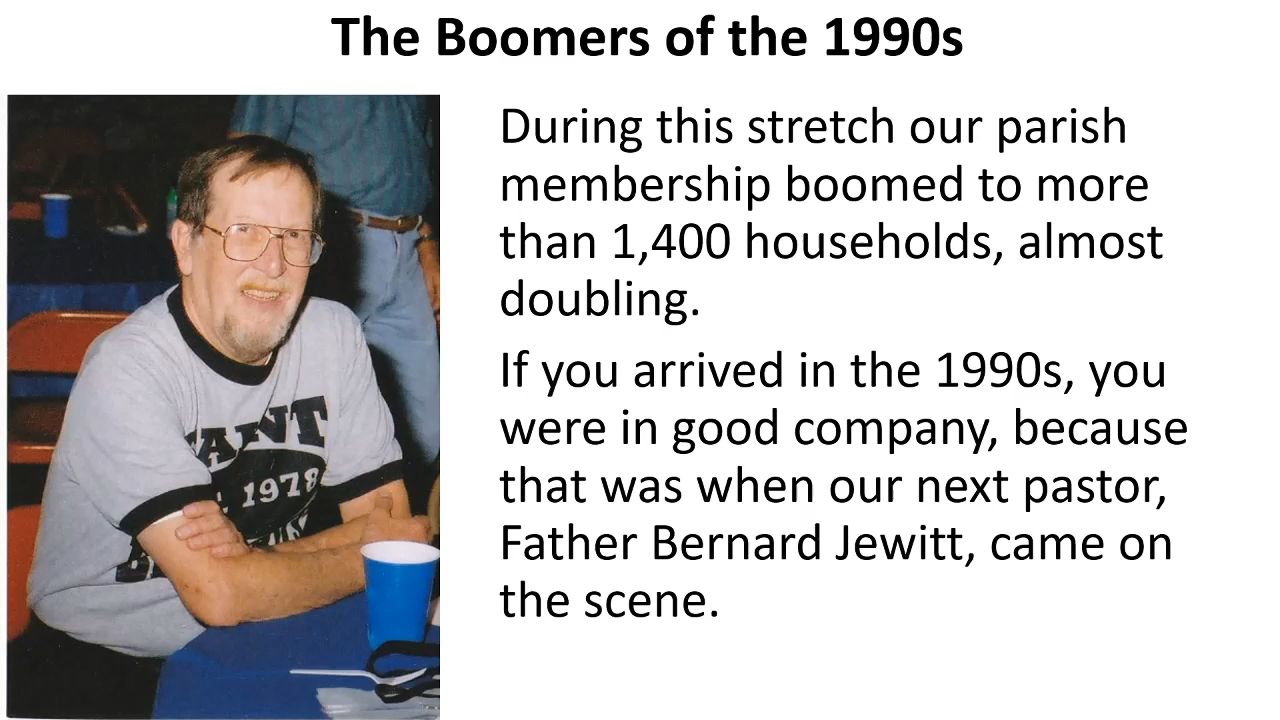 The Boomers of the 1990s
During this stretch our parish
membership boomed to more
than 1,400 households, almost
doubling.
If you arrived in the 1990s, you
were in good company, because
that was when our next pastor,
Father Bernard Jewitt, came on
the scene.
1978